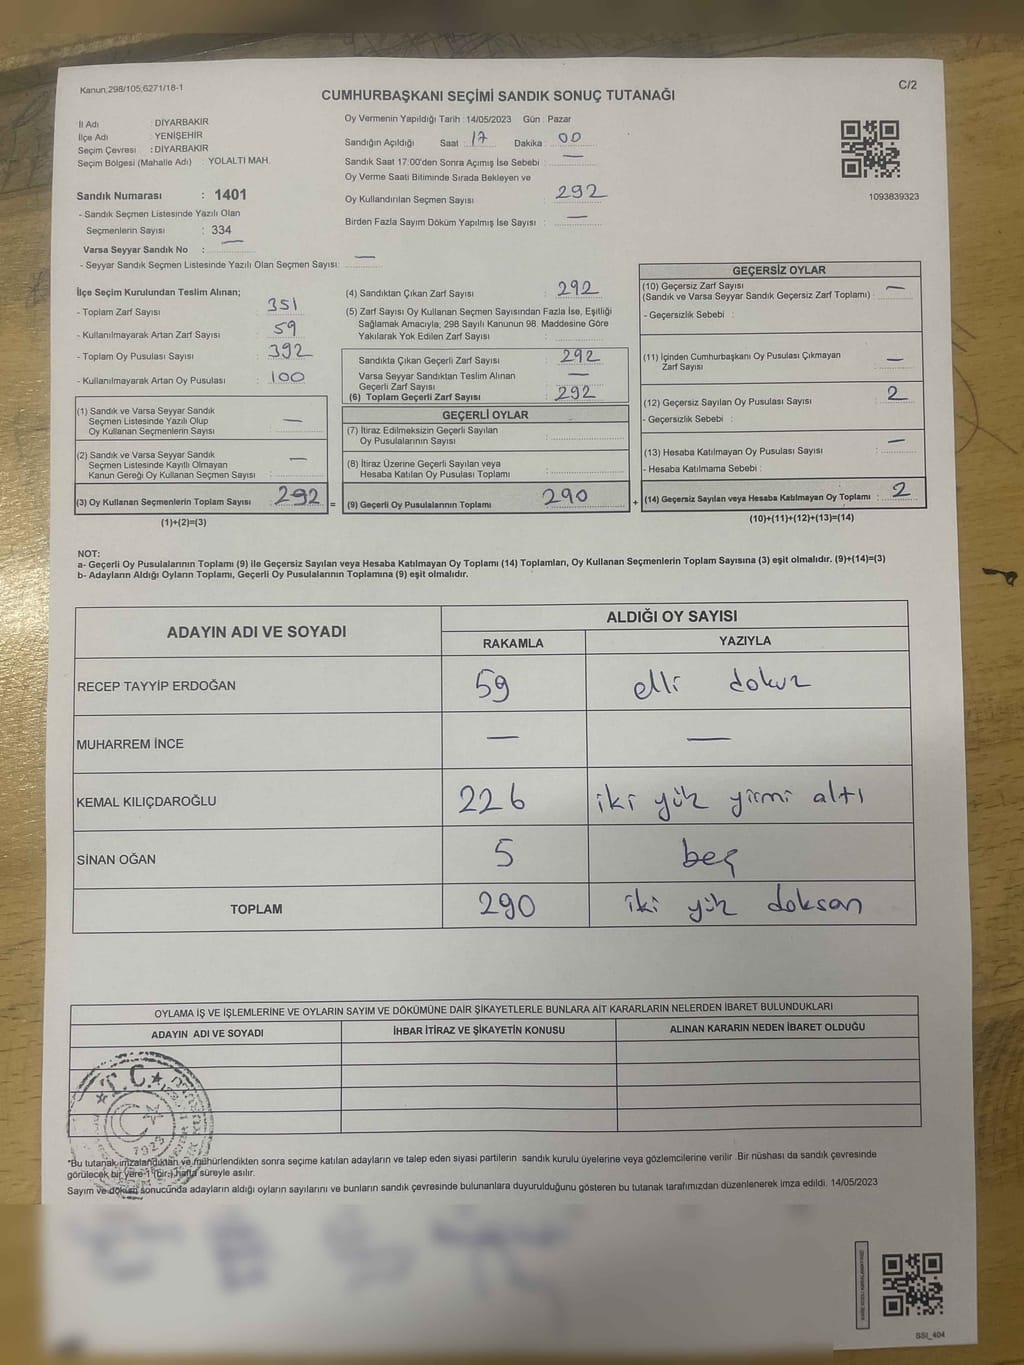 Kanun,298/105,6271/18-1
C/2
CUMHURBAŞKANI SEÇİMİ SANDIK SONUÇ TUTANAĞI
İl Adı : DİYARBAKIR
İlçe Adı : YENİŞEHİR
Seçim Çevresi : DİYARBAKIR
Seçim Bölgesi (Mahalle Adı) : YOLALTI MAH.
Sandık Numarası : 1401
- Sandık Seçmen Listesinde Yazılı Olan
Seçmenlerin Sayısı : 334
Varsa Seyyar Sandık No : —
- Seyyar Sandık Seçmen Listesinde Yazılı Olan Seçmen Sayısı: —
Oy Vermenin Yapıldığı Tarih : 14/05/2023 Gün : Pazar
Sandığın Açıldığı Saat : 17 Dakika : 00
Sandık Saat 17:00'den Sonra Açımış İse Sebebi : —
Oy Verme Saati Bitiminde Sırada Bekleyen ve
Oy Kullandırılan Seçmen Sayısı : 292
Birden Fazla Sayım Döküm Yapılmış İse Sayısı : —
1093839323
İlçe Seçim Kurulundan Teslim Alınan;
- Toplam Zarf Sayısı : 351
- Kullanılmayarak Artan Zarf Sayısı : 59
- Toplam Oy Pusulası Sayısı : 392
- Kullanılmayarak Artan Oy Pusulası : 100
(1) Sandık ve Varsa Seyyar Sandık
Seçmen Listesinde Yazılı Olup
Oy Kullanan Seçmenlerin Sayısı : —
(2) Sandık ve Varsa Seyyar Sandık
Seçmen Listesinde Kayıtlı Olmayan
Kanun Gereği Oy Kullanan Seçmen Sayısı : —
(3) Oy Kullanan Seçmenlerin Toplam Sayısı : 292 =
(1)+(2)=(3)
(4) Sandıktan Çıkan Zarf Sayısı : 292
(5) Zarf Sayısı Oy Kullanan Seçmen Sayısından Fazla İse, Eşitliği
Sağlamak Amacıyla; 298 Sayılı Kanunun 98. Maddesine Göre
Yakılarak Yok Edilen Zarf Sayısı :
Sandıkta Çıkan Geçerli Zarf Sayısı : 292
Varsa Seyyar Sandıktan Teslim Alınan
Geçerli Zarf Sayısı : —
(6) Toplam Geçerli Zarf Sayısı : 292
GEÇERLİ OYLAR
(7) İtiraz Edilmeksizin Geçerli Sayılan
Oy Pusulalarının Sayısı :
(8) İtiraz Üzerine Geçerli Sayılan veya
Hesaba Katılan Oy Pusulası Toplamı :
(9) Geçerli Oy Pusulalarının Toplamı : 290 +
GEÇERSİZ OYLAR
(10) Geçersiz Zarf Sayısı
(Sandık ve Varsa Seyyar Sandık Geçersiz Zarf Toplamı) : —
- Geçersizlik Sebebi :
(11) İçinden Cumhurbaşkanı Oy Pusulası Çıkmayan
Zarf Sayısı : —
(12) Geçersiz Sayılan Oy Pusulası Sayısı : 2
- Geçersizlik Sebebi :
(13) Hesaba Katılmayan Oy Pusulası Sayısı : —
- Hesaba Katılmama Sebebi :
(14) Geçersiz Sayılan veya Hesaba Katılmayan Oy Toplamı : 2
(10)+(11)+(12)+(13)=(14)
NOT:
a- Geçerli Oy Pusulalarının Toplamı (9) ile Geçersiz Sayılan veya Hesaba Katılmayan Oy Toplamı (14) Toplamları, Oy Kullanan Seçmenlerin Toplam Sayısına (3) eşit olmalıdır. (9)+(14)=(3)
b- Adayların Aldığı Oyların Toplamı, Geçerli Oy Pusulalarının Toplamına (9) eşit olmalıdır.
ADAYIN ADI VE SOYADI
ALDIĞI OY SAYISI
RAKAMLA YAZIYLA
RECEP TAYYİP ERDOĞAN 59 elli dokuz
MUHARREM İNCE — —
KEMAL KILIÇDAROĞLU 226 iki yüz yirmi altı
SİNAN OĞAN 5 beş
TOPLAM 290 iki yüz doksan
OYLAMA İŞ VE İŞLEMLERİNE VE OYLARIN SAYIM VE DÖKÜMÜNE DAİR ŞİKAYETLERLE BUNLARA AİT KARARLARIN NELERDEN İBARET BULUNDUKLARI
ADAYIN ADI VE SOYADI İHBAR İTİRAZ VE ŞİKAYETİN KONUSU ALINAN KARARIN NEDEN İBARET OLDUĞU
T.C.
*Bu tutanak imzalandıktan ve mühürlendikten sonra seçime katılan adayların ve talep eden siyasi partilerin sandık kurulu üyelerine veya gözlemcilerine verilir. Bir nüshası da sandık çevresinde
görülecek bir yere 1 (bir) hafta süreyle asılır.
Sayım ve döküm sonucunda adayların aldığı oyların sayılarını ve bunların sandık çevresinde bulunanlara duyurulduğunu gösteren bu tutanak tarafımızdan düzenlenerek imza edildi. 14/05/2023
SSI_404